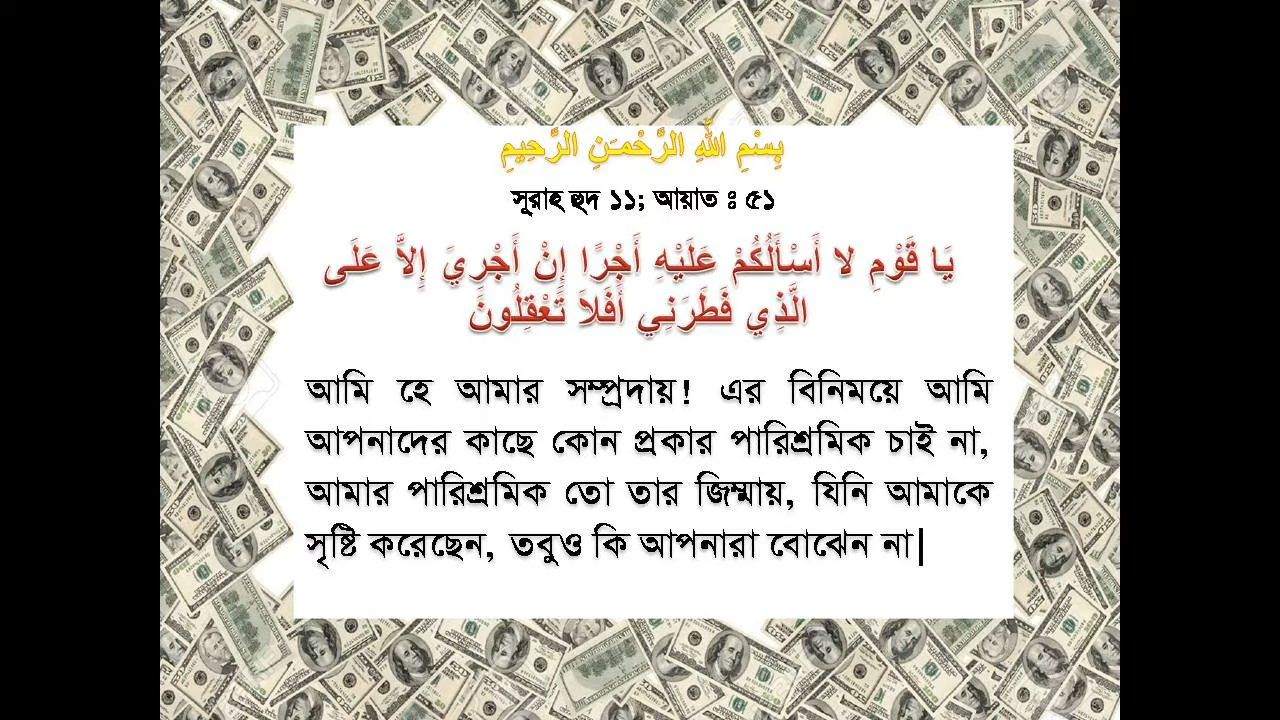 بِسْمِ اللّهِ الرَّحْمـَنِ الرَّحِيمِ
সূরাহ হুদ ১১; আয়াত ঃ ৫১
يَا قَوْمِ لا أَسْأَلُكُمْ عَلَيْهِ أَجْرًا إِنْ أَجْرِيَ إِلاَّ عَلَى
الَّذِي فَطَرَنِي أَفَلاَ تَعْقِلُونَ
আমি হে আমার সম্প্রদায়! এর বিনিময়ে আমি
আপনাদের কাছে কোন প্রকার পারিশ্রমিক চাই না,
আমার পারিশ্রমিক তো তার জিম্মায়, যিনি আমাকে
সৃষ্টি করেছেন, তবুও কি আপনারা বোঝেন না|